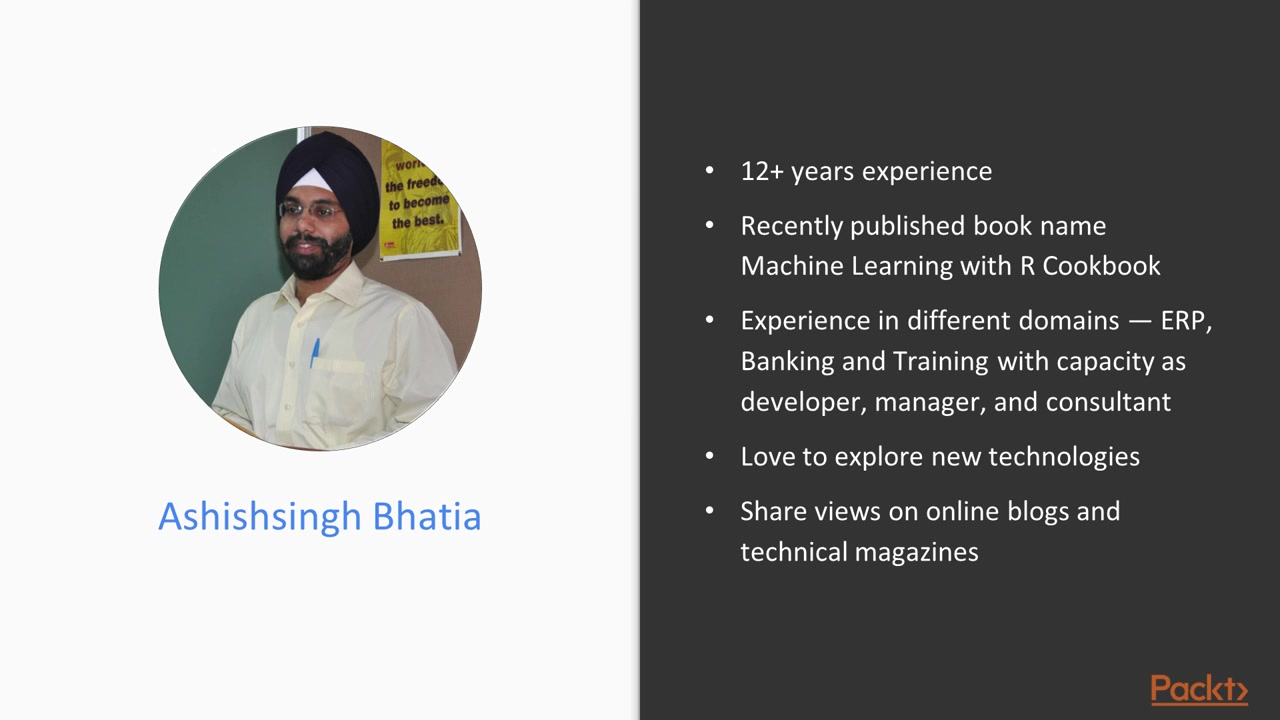 worl
the freedo
to become
the best.
Ashishsingh Bhatia
• 12+ years experience
• Recently published book name
Machine Learning with R Cookbook
• Experience in different domains — ERP,
Banking and Training with capacity as
developer, manager, and consultant
• Love to explore new technologies
• Share views on online blogs and
technical magazines
Packt>